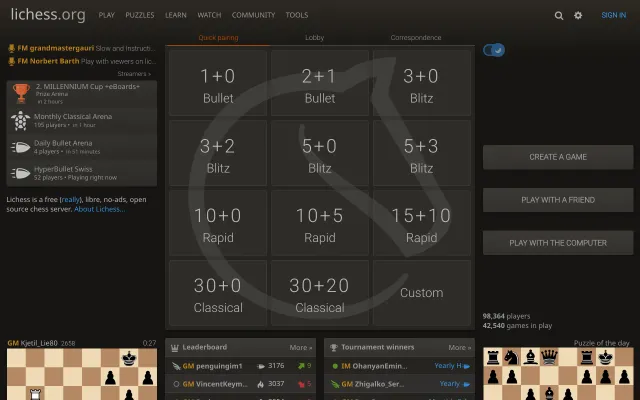 lichess.org
PLAY
PUZZLES
LEARN
WATCH
COMMUNITY
TOOLS
SIGN IN
FM grandmastergauri Slow and Instructi...
FM Norbert Barth Play with viewers on lic...
Streamers »
2. MILLENNIUM Cup +eBoards+
Prize Arena
in 2 hours
Monthly Classical Arena
195 players • in 1 hour
Daily Bullet Arena
4 players • in 51 minutes
HyperBullet Swiss
52 players • Playing right now
Lichess is a free (really), libre, no-ads, open
source chess server. About Lichess...
Quick pairing
Lobby
Correspondence
1+0
Bullet
2+1
Bullet
3+0
Blitz
3+2
Blitz
5+0
Blitz
5+3
Blitz
10+0
Rapid
10+5
Rapid
15+10
Rapid
30+0
Classical
30+20
Classical
Custom
CREATE A GAME
PLAY WITH A FRIEND
PLAY WITH THE COMPUTER
98,364 players
42,540 games in play
GM Kjetil_Lie80 2658
0:27
Leaderboard
More »
GM penguingim1 3176 9
GM VincentKeym... 3037 5
Tournament winners
More »
IM OhanyanEmin... Yearly H
GM Zhigalko_Ser... Yearly
Puzzle of the day